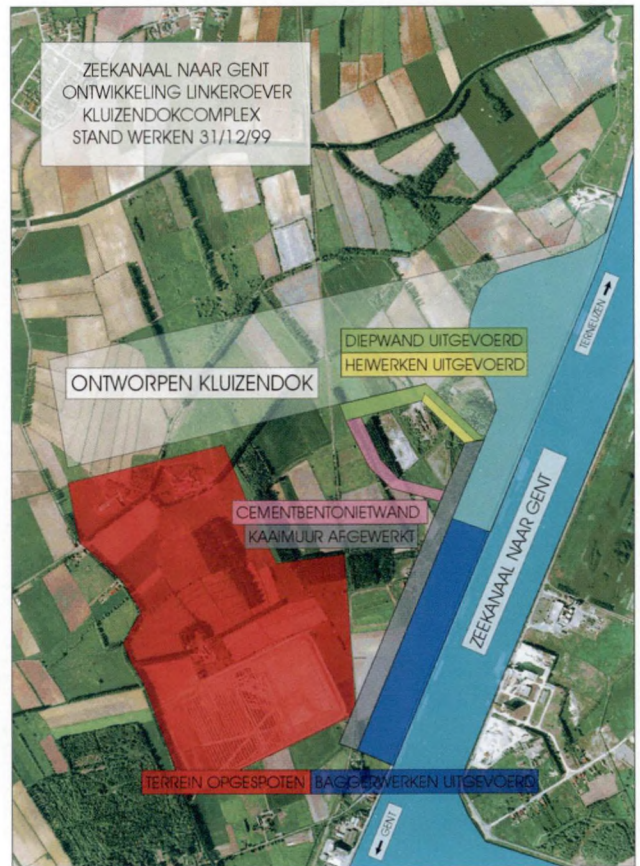 ZEEKANAAL NAAR GENT
ONTWIKKELING LINKEROEVER
KLUIZENDOKCOMPLEX
STAND WERKEN 31/12/99
TERNEUZEN
DIEPWAND UITGEVOERD
HEIWERKEN UITGEVOERD
ONTWORPEN KLUIZENDOK
CEMENTBENTONIETWAND
KAAIMUUR AFGEWERKT
ZEEKANAAL NAAR GENT
TERREIN OPGESPOTEN
BAGGERWERKEN UITGEVOERD
GENT